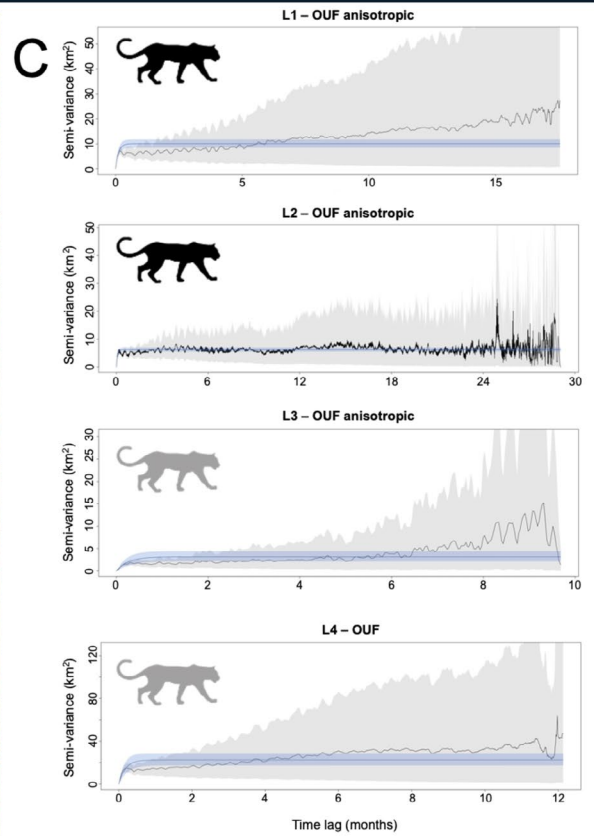 C
L1 – OUF anisotropic
Semi-variance (km²)
0 10 20 30 40 50
0 5 10 15
L2 – OUF anisotropic
Semi-variance (km²)
0 10 20 30 40 50
0 6 12 18 24 30
L3 – OUF anisotropic
Semi-variance (km²)
0 5 10 15 20 25 30
0 2 4 6 8 10
L4 – OUF
Semi-variance (km²)
0 40 80 120
0 2 4 6 8 10 12
Time lag (months)